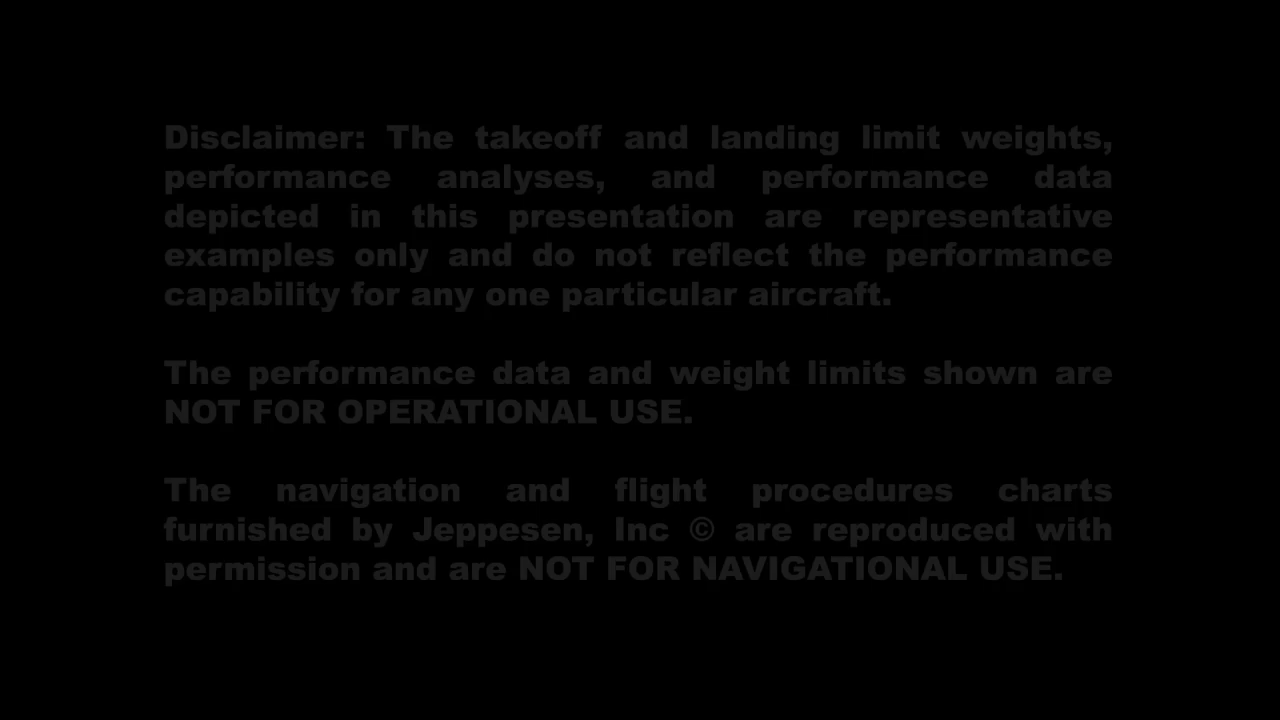 Disclaimer: The takeoff and landing limit weights,
performance analyses, and performance data
depicted in this presentation are representative
examples only and do not reflect the performance
capability for any one particular aircraft.
The performance data and weight limits shown are
NOT FOR OPERATIONAL USE.
The navigation and flight procedures charts
furnished by Jeppesen, Inc © are reproduced with
permission and are NOT FOR NAVIGATIONAL USE.